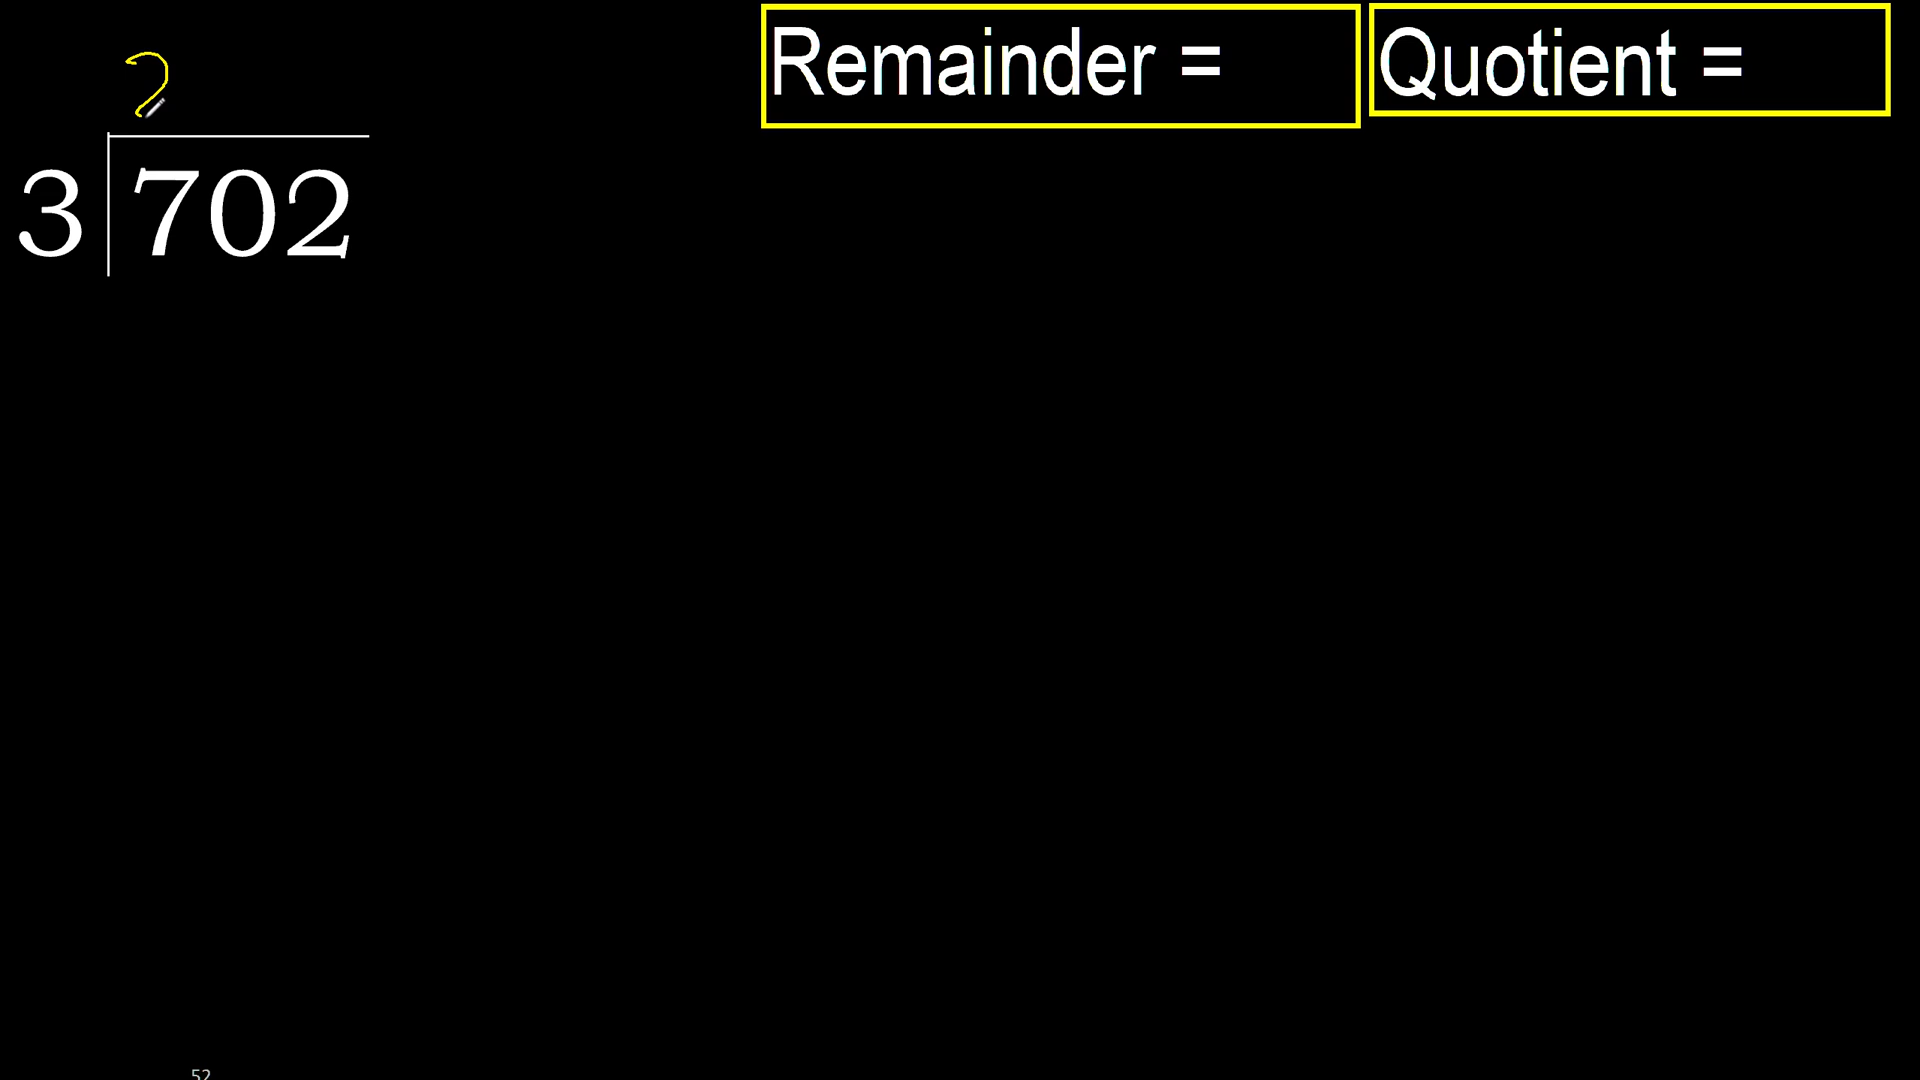 Remainder =
Quotient =
2
3 702
52